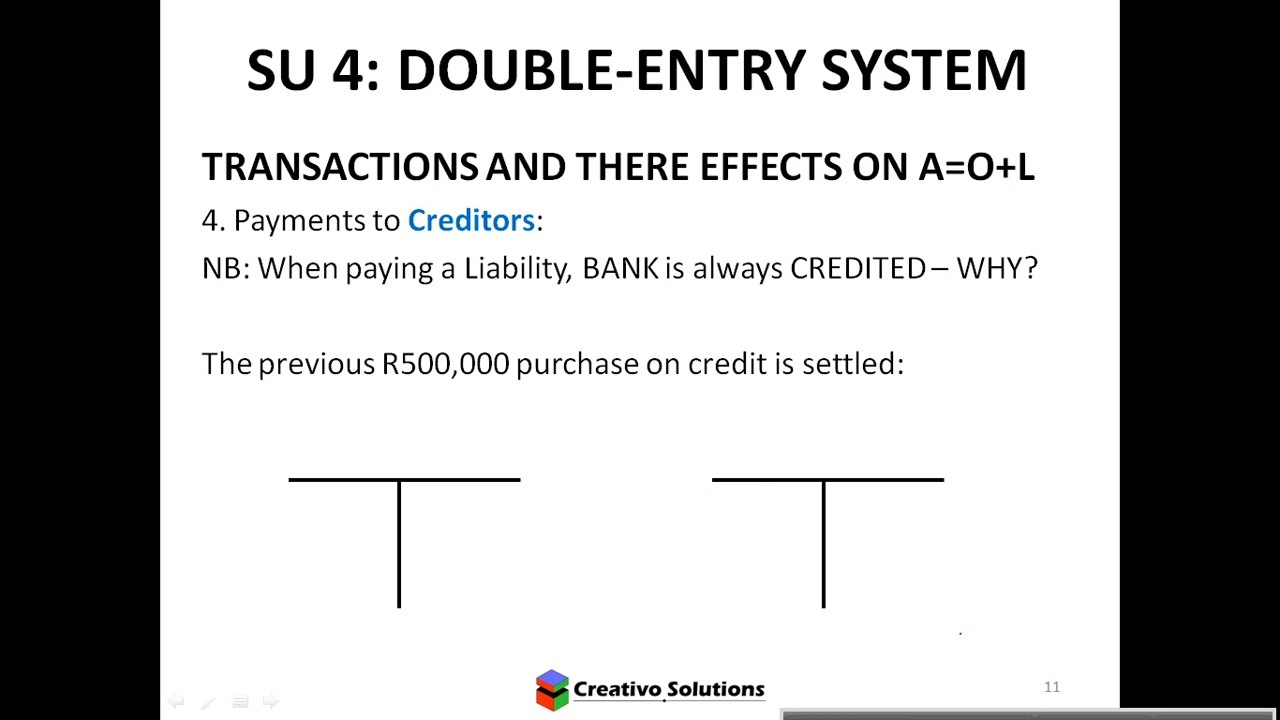 SU 4: DOUBLE-ENTRY SYSTEM
TRANSACTIONS AND THERE EFFECTS ON A=O+L
4. Payments to Creditors:
NB: When paying a Liability, BANK is always CREDITED – WHY?
The previous R500,000 purchase on credit is settled:
Creativo Solutions
11